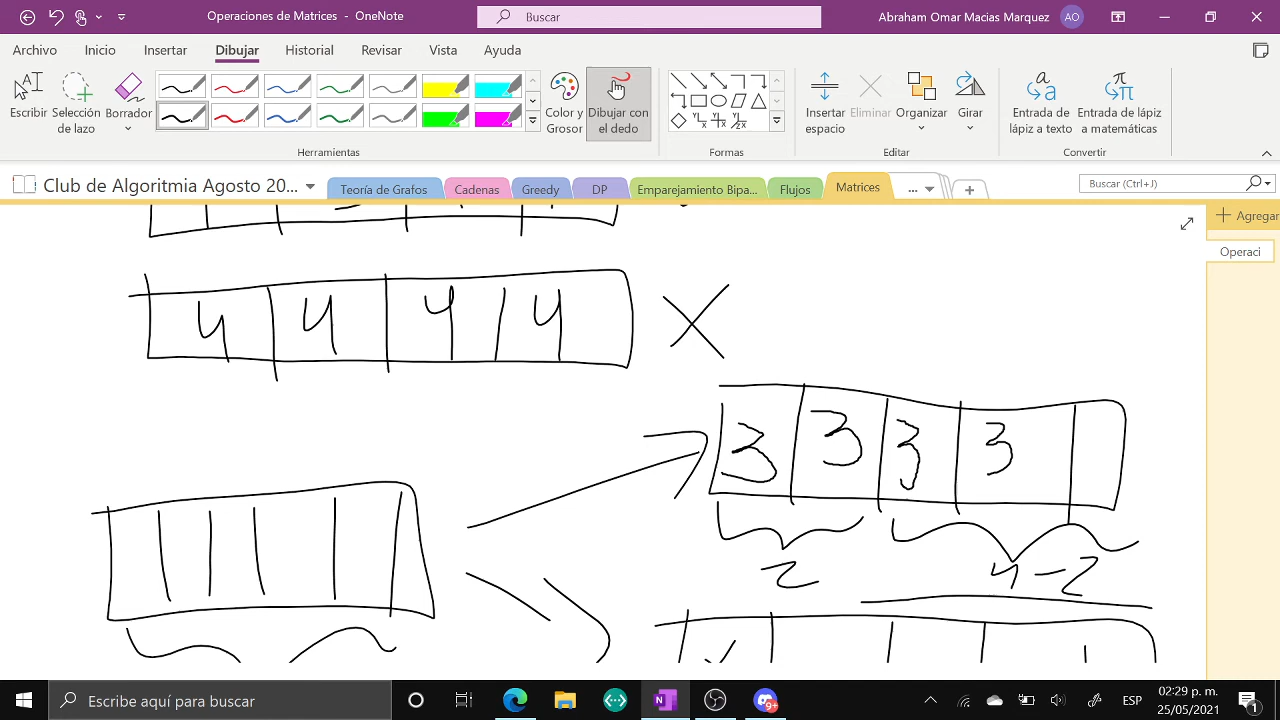 Operaciones de Matrices - OneNote
Buscar
Abraham Omar Macias Marquez
AO
Archivo Inicio Insertar Dibujar Historial Revisar Vista Ayuda
Escribir
Selección de lazo
Borrador
Color y Grosor
Dibujar con el dedo
Insertar espacio
Eliminar
Organizar
Girar
Entrada de lápiz a texto
Entrada de lápiz a matemáticas
Herramientas
Formas
Editar
Convertir
Club de Algoritmia Agosto 20...
Teoría de Grafos
Cadenas
Greedy
DP
Emparejamiento Bipa...
Flujos
Matrices
...
Buscar (Ctrl+J)
Agregar
Operaci
4 4 4 4 X
3 3 3 3
2 4-2
Escribe aquí para buscar
9+
ESP
02:29 p. m.
25/05/2021
1